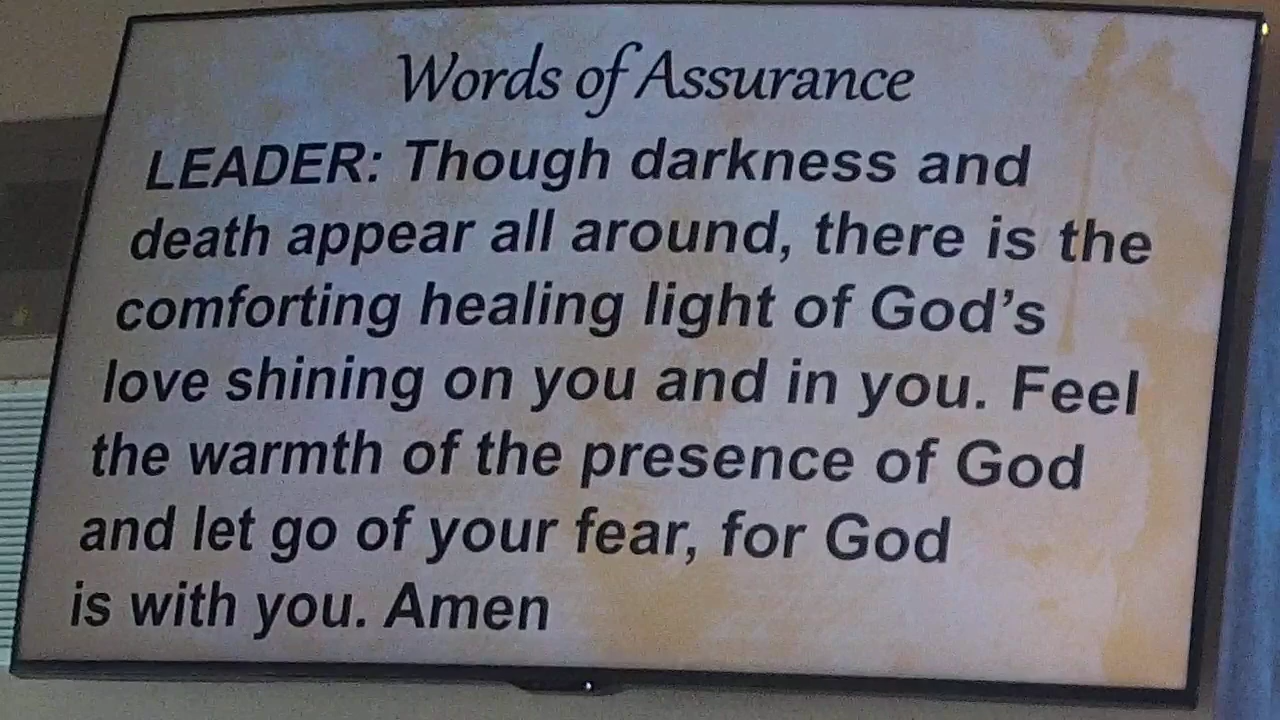 Words of Assurance
LEADER: Though darkness and
death appear all around, there is the
comforting healing light of God's
love shining on you and in you. Feel
the warmth of the presence of God
and let go of your fear, for God
is with you. Amen